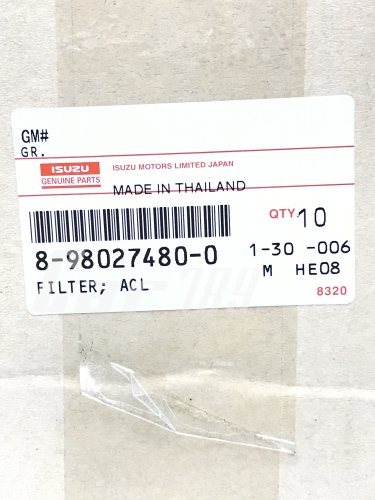 GM#
GR.
ISUZU
GENUINE PARTS
ISUZU MOTORS LIMITED JAPAN
MADE IN THAILAND
QTY. 10
8-98027480-0
1-30 -006
M HE08
FILTER; ACL
8320